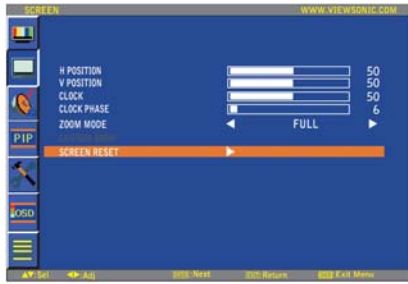 SCREEN WWW.VIEWSONIC.COM
H POSITION 50
V POSITION 50
CLOCK 50
CLOCK PHASE 6
ZOOM MODE FULL
SCREEN RESET
PIP
OSD
Sel Adj :Next :Return Exit Menu